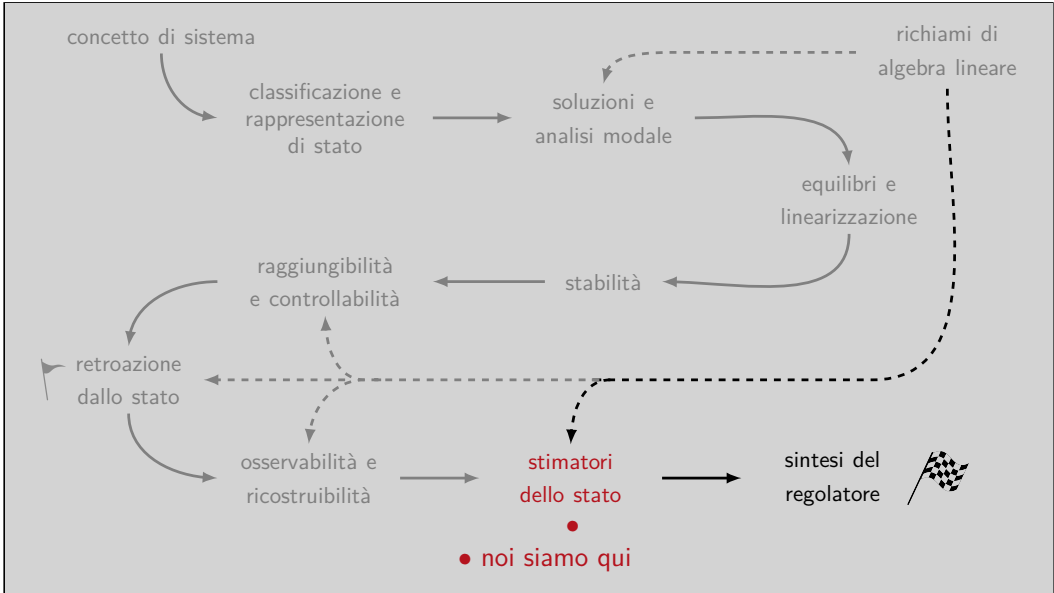 concetto di sistema
richiami di
algebra lineare
classificazione e
rappresentazione
di stato
soluzioni e
analisi modale
equilibri e
linearizzazione
raggiungibilità
e controllabilità
stabilità
retroazione
dallo stato
osservabilità e
ricostruibilità
stimatori
dello stato
sintesi del
regolatore
• noi siamo qui